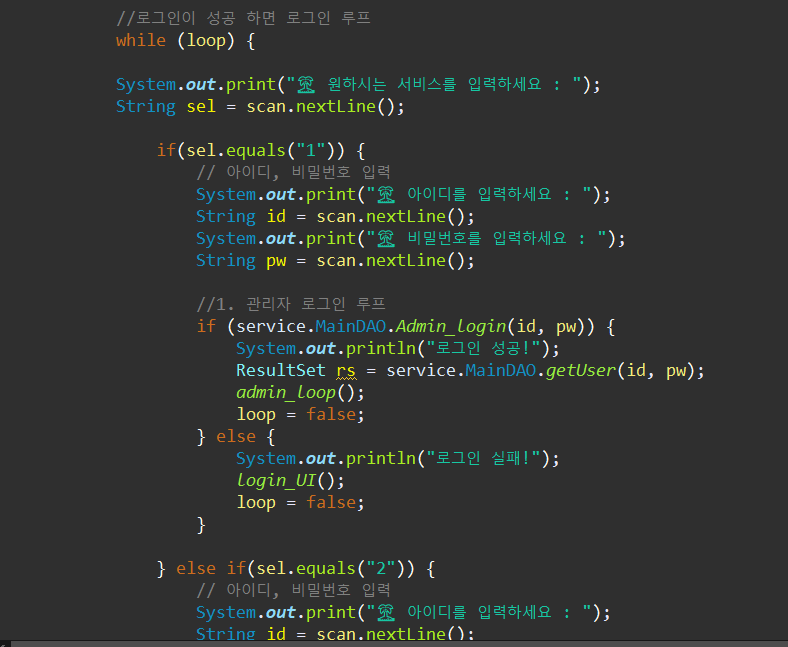 //로그인이 성공 하면 로그인 루프
while (loop) {
System.out.print("🏝 원하시는 서비스를 입력하세요 : ");
String sel = scan.nextLine();
if(sel.equals("1")) {
// 아이디, 비밀번호 입력
System.out.print("🏝 아이디를 입력하세요 : ");
String id = scan.nextLine();
System.out.print("🏝 비밀번호를 입력하세요 : ");
String pw = scan.nextLine();
//1. 관리자 로그인 루프
if (service.MainDAO.Admin_login(id, pw)) {
System.out.println("로그인 성공!");
ResultSet rs = service.MainDAO.getUser(id, pw);
admin_loop();
loop = false;
} else {
System.out.println("로그인 실패!");
login_UI();
loop = false;
}
} else if(sel.equals("2")) {
// 아이디, 비밀번호 입력
System.out.print("🏝 아이디를 입력하세요 : ");
String id = scan.nextLine();